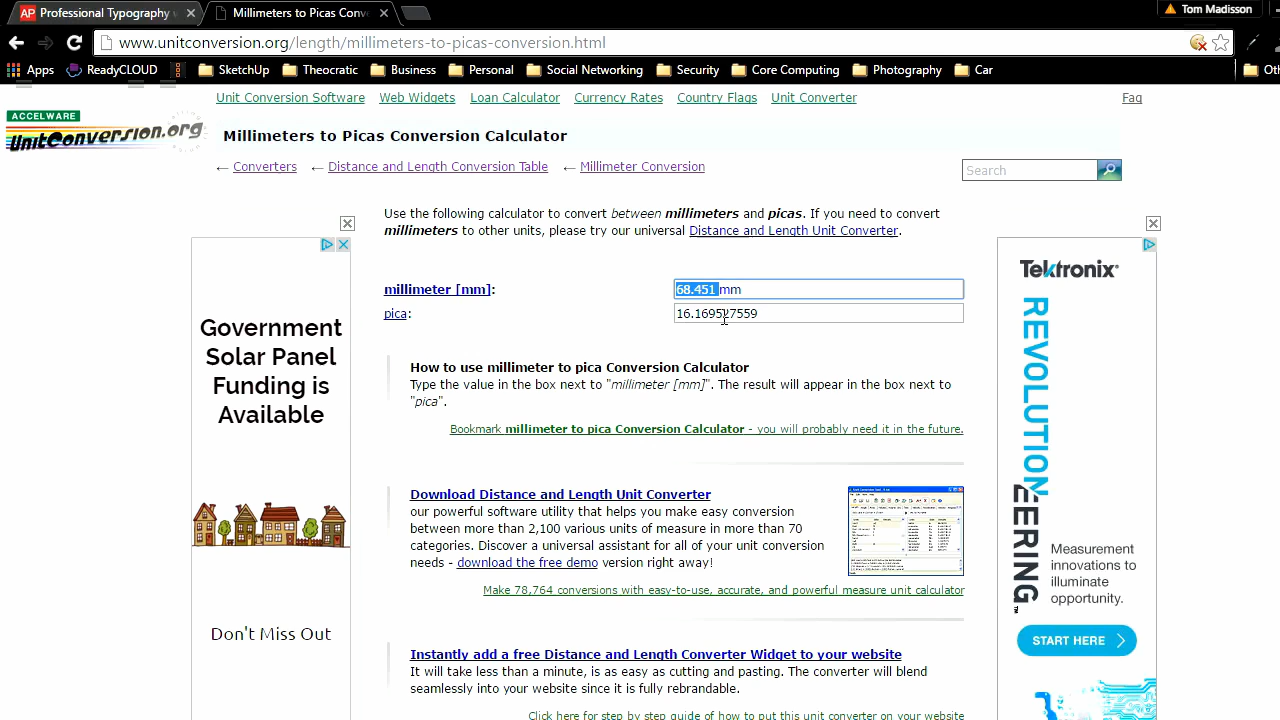 AP Professional Typography w
Millimeters to Picas Conv
Tom Madisson
www.unitconversion.org/length/millimeters-to-picas-conversion.html
Apps ReadyCLOUD SketchUp Theocratic Business Personal Social Networking Security Core Computing Photography Car Oth
Unit Conversion Software Web Widgets Loan Calculator Currency Rates Country Flags Unit Converter Faq
ACCELWARE
UnitConversion.org
Millimeters to Picas Conversion Calculator
← Converters ← Distance and Length Conversion Table ← Millimeter Conversion
Search
Use the following calculator to convert between millimeters and picas. If you need to convert
millimeters to other units, please try our universal Distance and Length Unit Converter.
millimeter [mm]: 68.451 mm
pica: 16.169527559
How to use millimeter to pica Conversion Calculator
Type the value in the box next to "millimeter [mm]". The result will appear in the box next to
"pica".
Bookmark millimeter to pica Conversion Calculator - you will probably need it in the future.
Download Distance and Length Unit Converter
our powerful software utility that helps you make easy conversion
between more than 2,100 various units of measure in more than 70
categories. Discover a universal assistant for all of your unit conversion
needs - download the free demo version right away!
Make 78,764 conversions with easy-to-use, accurate, and powerful measure unit calculator
Instantly add a free Distance and Length Converter Widget to your website
It will take less than a minute, is as easy as cutting and pasting. The converter will blend
seamlessly into your website since it is fully rebrandable.
Click here for step by step guide of how to put this unit converter on your website
Government
Solar Panel
Funding is
Available
Don't Miss Out
Tektronix
REVOLUTION
EERING
Measurement
innovations to
illuminate
opportunity.
START HERE